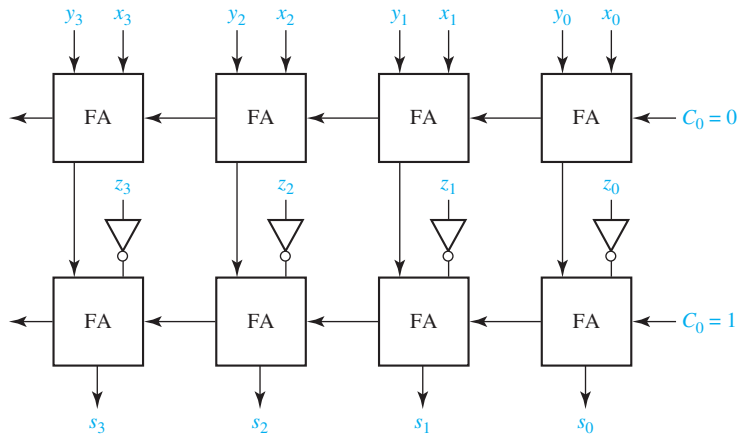 y3 x3 y2 x2 y1 x1 y0 x0
FA FA FA FA C0 = 0
z3 z2 z1 z0
FA FA FA FA C0 = 1
s3 s2 s1 s0